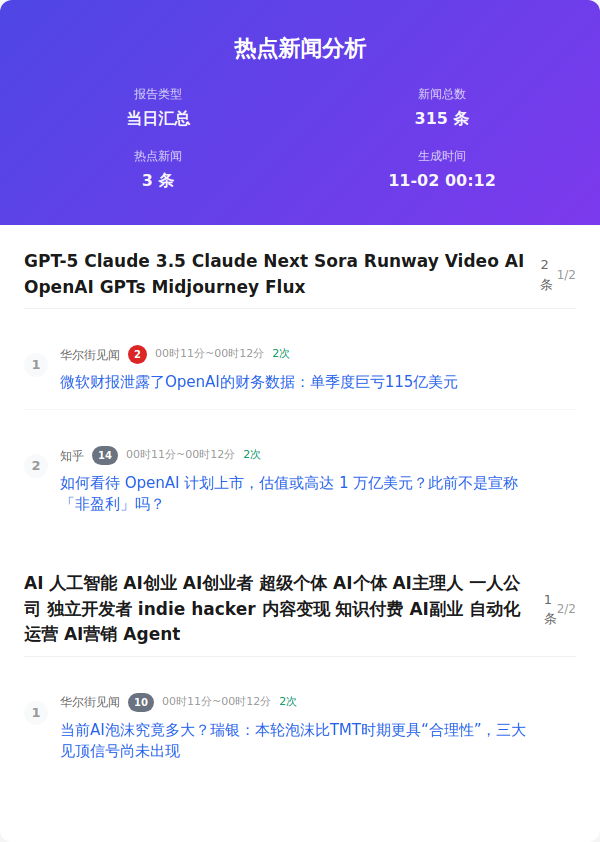 热点新闻分析
报告类型
新闻总数
当日汇总
315 条
热点新闻
生成时间
3 条
11-02 00:12
GPT-5 Claude 3.5 Claude Next Sora Runway Video AI
OpenAI GPTs Midjourney Flux
2
条
1/2
1
华尔街见闻 2 00时11分~00时12分 2次
微软财报泄露了OpenAI的财务数据：单季度巨亏115亿美元
2
知乎 14 00时11分~00时12分 2次
如何看待 OpenAI 计划上市，估值或高达 1 万亿美元？此前不是宣称
「非盈利」吗？
AI 人工智能 AI创业 AI创业者 超级个体 AI个体 AI主理人 一人公
司 独立开发者 indie hacker 内容变现 知识付费 AI副业 自动化
运营 AI营销 Agent
1
条
2/2
1
华尔街见闻 10 00时11分~00时12分 2次
当前AI泡沫究竟多大？瑞银：本轮泡沫比TMT时期更具“合理性”，三大
见顶信号尚未出现